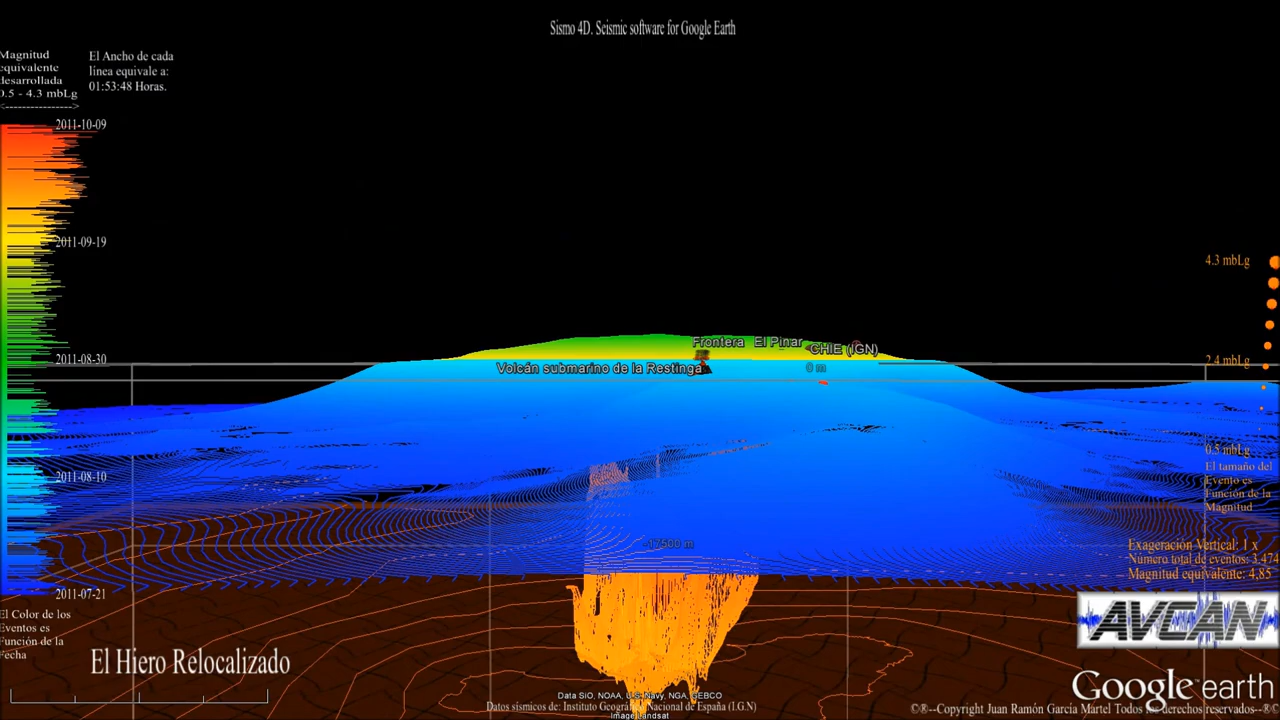 Sismo 4D. Seismic software for Google Earth
Magnitud
equivalente
desarrollada
0.5 - 4.3 mbLg
<---------------->
El Ancho de cada
línea equivale a:
01:53:48 Horas.
2011-10-09
2011-09-19
2011-08-30
2011-08-10
2011-07-21
El Color de los
Eventos es
Función de la
Fecha
El Hiero Relocalizado
Frontera
El Pinar
CHIE (IGN)
Volcán submarino de la Restinga
0 m
-17500 m
4.3 mbLg
2.4 mbLg
0.5 mbLg
El tamaño del
Evento es
Función de la
Magnitud
Exageración Vertical: 1 x
Número total de eventos: 3,474
Magnitud equivalente: 4,85
AVCAN
Google earth
Data SIO, NOAA, U.S. Navy, NGA, GEBCO
Datos sísmicos de: Instituto Geográfico Nacional de España (I.G.N)
Image Landsat
©®--Copyright Juan Ramón García Martel Todos los derechos reservados--®©